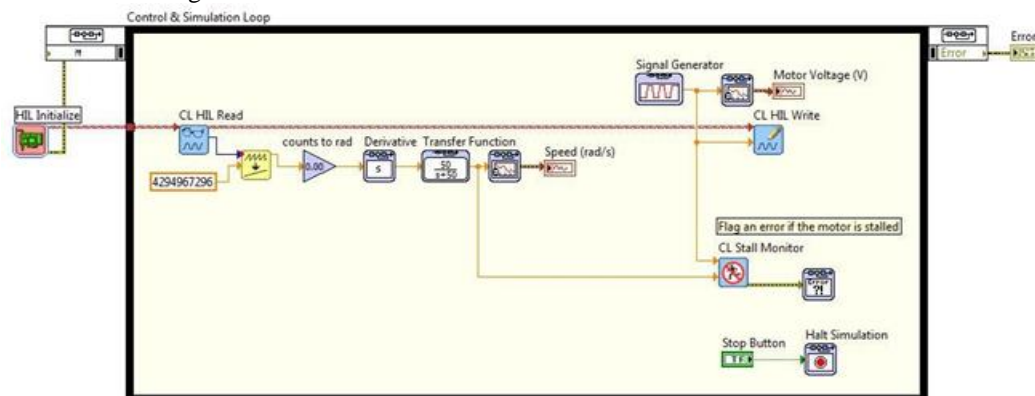 Control & Simulation Loop
Error
Error
Signal Generator
Motor Voltage (V)
HIL Initialize
CL HIL Read
CL HIL Write
counts to rad
Derivative
Transfer Function
Speed (rad/s)
0.00
s
50
s+50
4294967296
Flag an error if the motor is stalled
CL Stall Monitor
Error
?!
Stop Button
Halt Simulation
TF